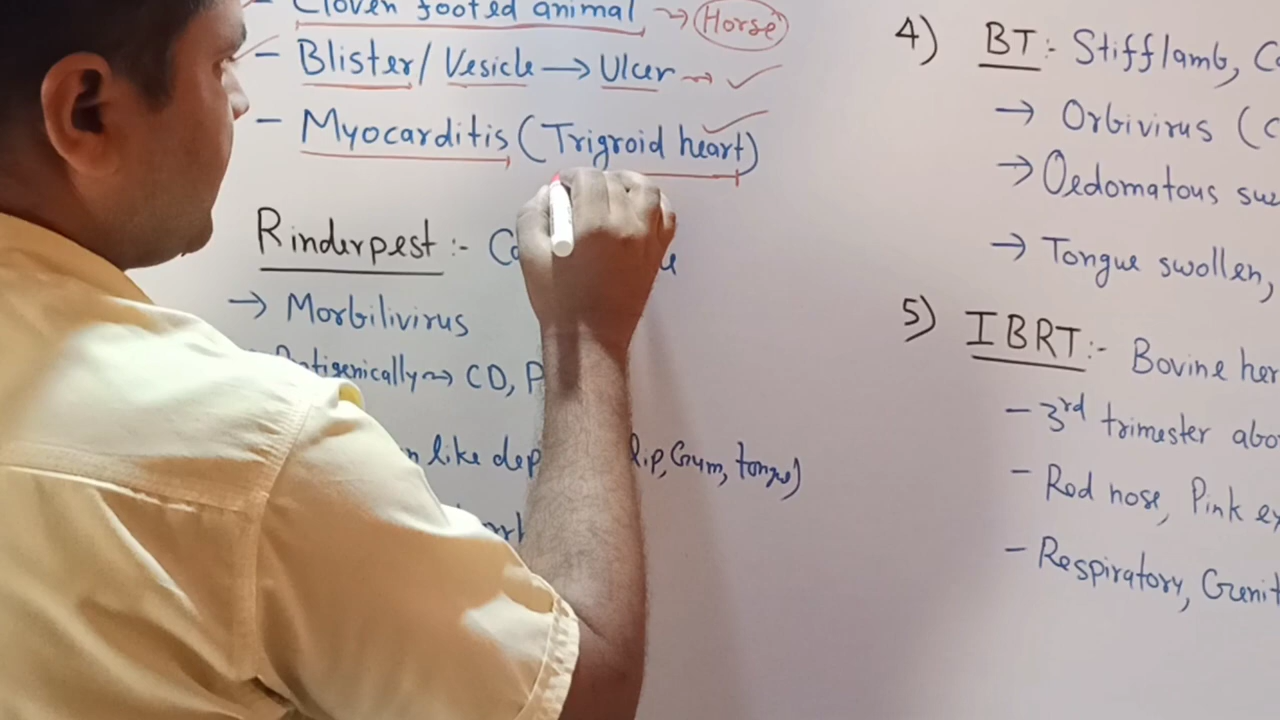 - Cloven footed animal ⤳ Horse
- Blister/ Vesicle → Ulcer ⤳ ✓
- Myocarditis (Trigroid heart)
Rinderpest :-
→ Morbilivirus
Antigenically ⤳ CD, P
like dep lip, Gum, tongue)
4) BT :- Stifflamb,
→ Orbivirus (
→ Oedomatous
→ Tongue swollen,
5) IBRT :- Bovine her
- 3rd trimester abo
- Red nose, Pink ey
- Respiratory, Genit